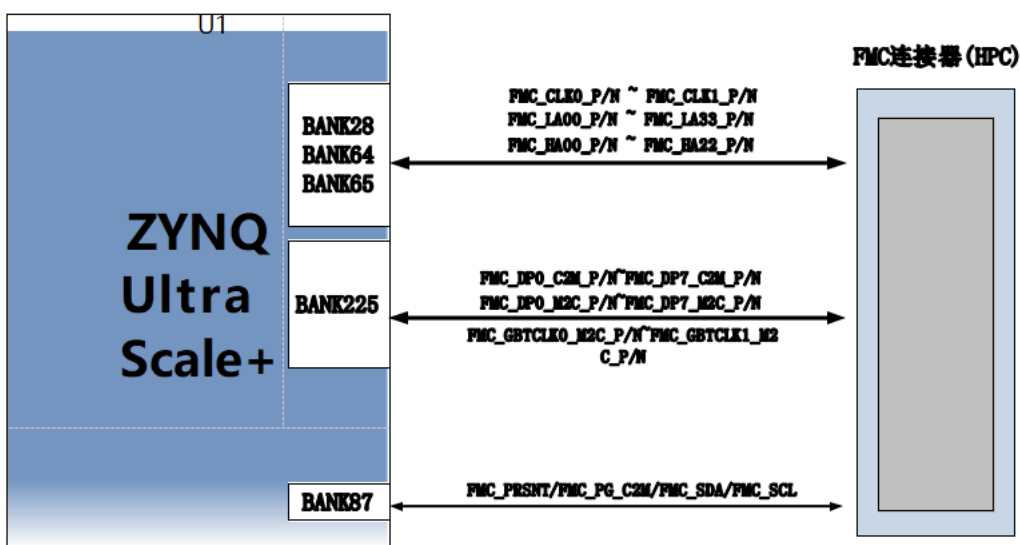 U1
FMC连接器(HPC)
FMC_CLK0_P/N ~ FMC_CLK1_P/N
FMC_LA00_P/N ~ FMC_LA33_P/N
FMC_HA00_P/N ~ FMC_HA22_P/N
BANK28
BANK64
BANK65
ZYNQ
Ultra
Scale+
BANK225
FMC_DP0_C2M_P/N~FMC_DP7_C2M_P/N
FMC_DP0_M2C_P/N~FMC_DP7_M2C_P/N
FMC_GBTCLK0_M2C_P/N~FMC_GBTCLK1_M2
C_P/N
BANK87
FMC_PRSNT/FMC_PG_C2M/FMC_SDA/FMC_SCL